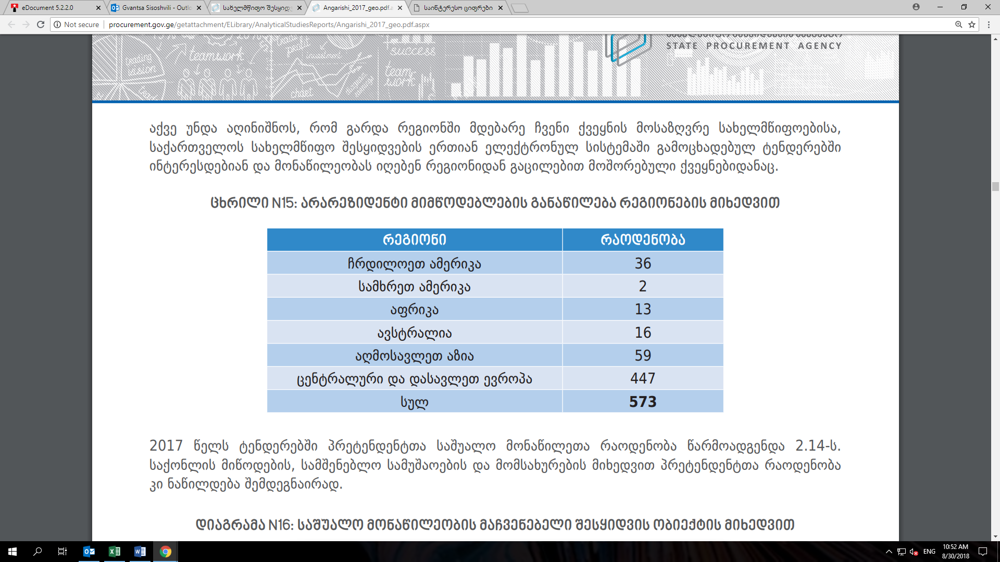 eDocument 5.2.2.0
Gvantsa Sisoshvili - Outlo
სახელმწიფო შესყიდვ
Angarishi_2017_geo.pdf.a
საინტერესო ციფრები
Not secure
procurement.gov.ge/getattachment/ELibrary/AnalyticalStudiesReports/Angarishi_2017_geo.pdf.aspx
STATE PROCUREMENT AGENCY
leading
vision
teamwork
profit
investment
chart
success
team
work
აქვე უნდა აღინიშნოს, რომ გარდა რეგიონში მდებარე ჩვენი ქვეყნის მოსაზღვრე სახელმწიფოებისა,
საქართველოს სახელმწიფო შესყიდვების ერთიან ელექტრონულ სისტემაში გამოცხადებულ ტენდერებში
ინტერესდებიან და მონაწილეობას იღებენ რეგიონიდან გაცილებით მოშორებული ქვეყნებიდანაც.
ცხრილი N15: არარეზიდენტი მიმწოდებლების განაწილება რეგიონების მიხედვით
რეგიონი რაოდენობა
ჩრდილოეთ ამერიკა 36
სამხრეთ ამერიკა 2
აფრიკა 13
ავსტრალია 16
აღმოსავლეთ აზია 59
ცენტრალური და დასავლეთ ევროპა 447
სულ 573
2017 წელს ტენდერებში პრეტენდენტთა საშუალო მონაწილეთა რაოდენობა წარმოადგენდა 2.14-ს.
საქონლის მიწოდების, სამშენებლო სამუშაოების და მომსახურების მიხედვით პრეტენდენტთა რაოდენობა
კი ნაწილდება შემდეგნაირად.
დიაგრამა N16: საშუალო მონაწილეობის მაჩვენებელი შესყიდვის ობიექტის მიხედვით
ENG
10:52 AM
8/30/2018